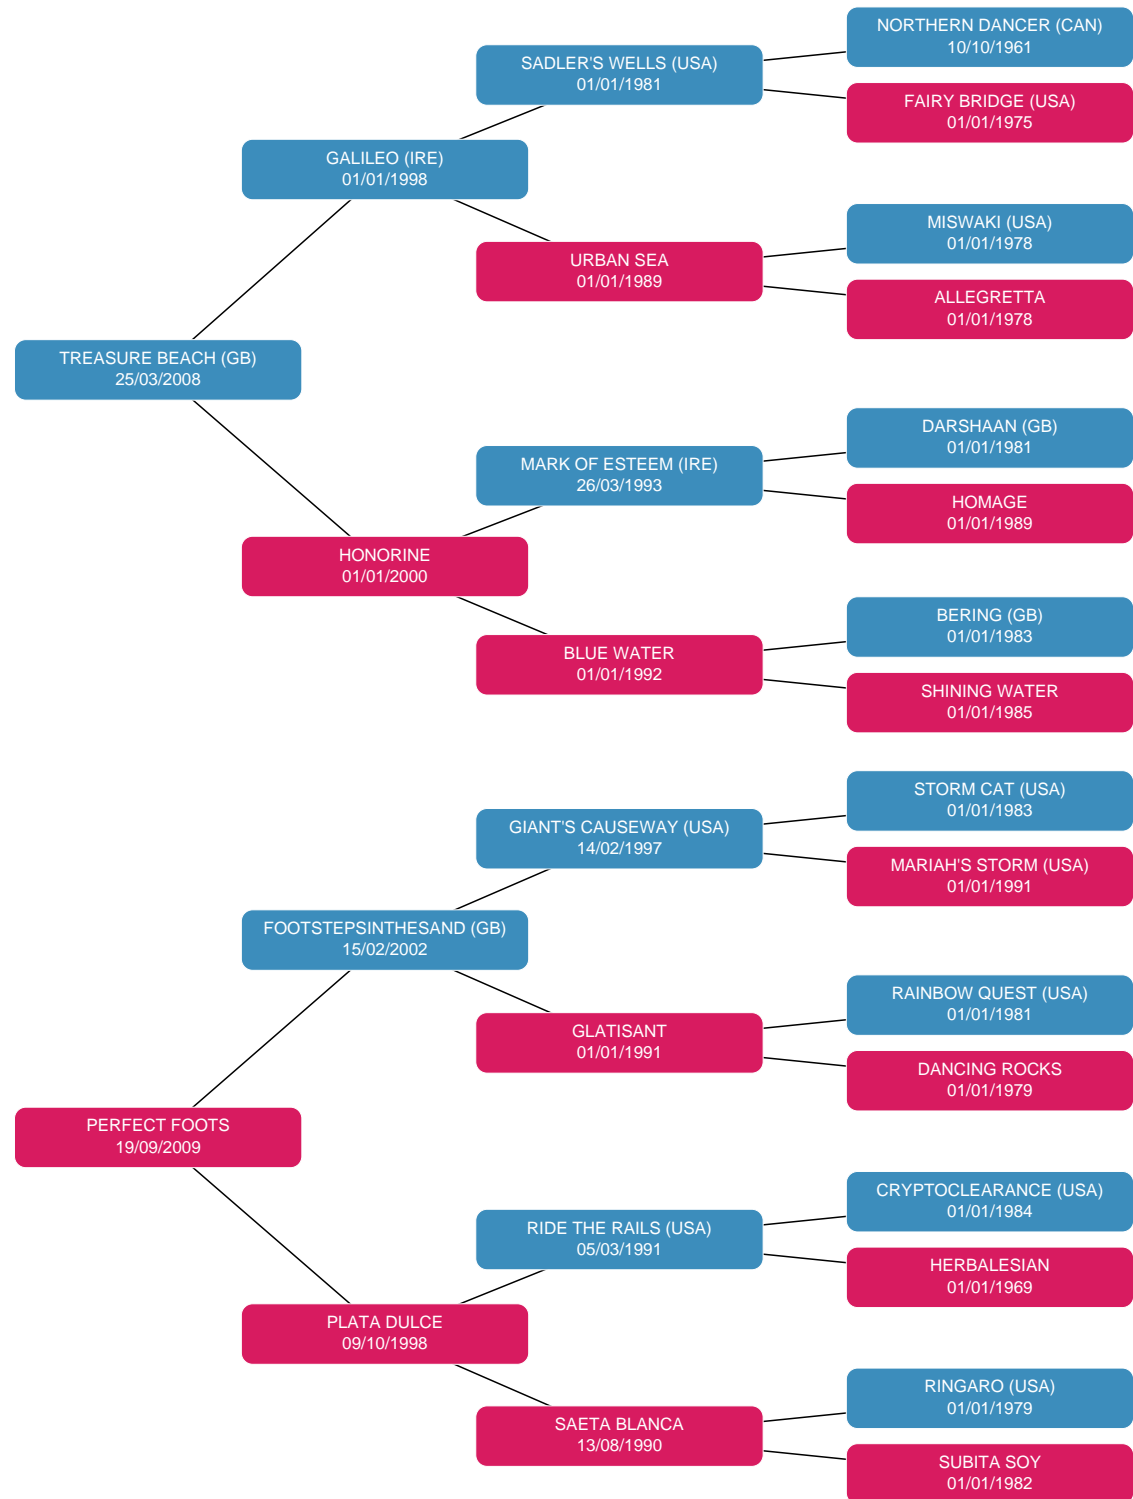 NORTHERN DANCER (CAN)
10/10/1961
SADLER'S WELLS (USA)
01/01/1981
FAIRY BRIDGE (USA)
01/01/1975
GALILEO (IRE)
01/01/1998
MISWAKI (USA)
01/01/1978
URBAN SEA
01/01/1989
ALLEGRETTA
01/01/1978
TREASURE BEACH (GB)
25/03/2008
DARSHAAN (GB)
01/01/1981
MARK OF ESTEEM (IRE)
26/03/1993
HOMAGE
01/01/1989
HONORINE
01/01/2000
BERING (GB)
01/01/1983
BLUE WATER
01/01/1992
SHINING WATER
01/01/1985
STORM CAT (USA)
01/01/1983
GIANT'S CAUSEWAY (USA)
14/02/1997
MARIAH'S STORM (USA)
01/01/1991
FOOTSTEPSINTHESAND (GB)
15/02/2002
RAINBOW QUEST (USA)
01/01/1981
GLATISANT
01/01/1991
DANCING ROCKS
01/01/1979
PERFECT FOOTS
19/09/2009
CRYPTOCLEARANCE (USA)
01/01/1984
RIDE THE RAILS (USA)
05/03/1991
HERBALESIAN
01/01/1969
PLATA DULCE
09/10/1998
RINGARO (USA)
01/01/1979
SAETA BLANCA
13/08/1990
SUBITA SOY
01/01/1982